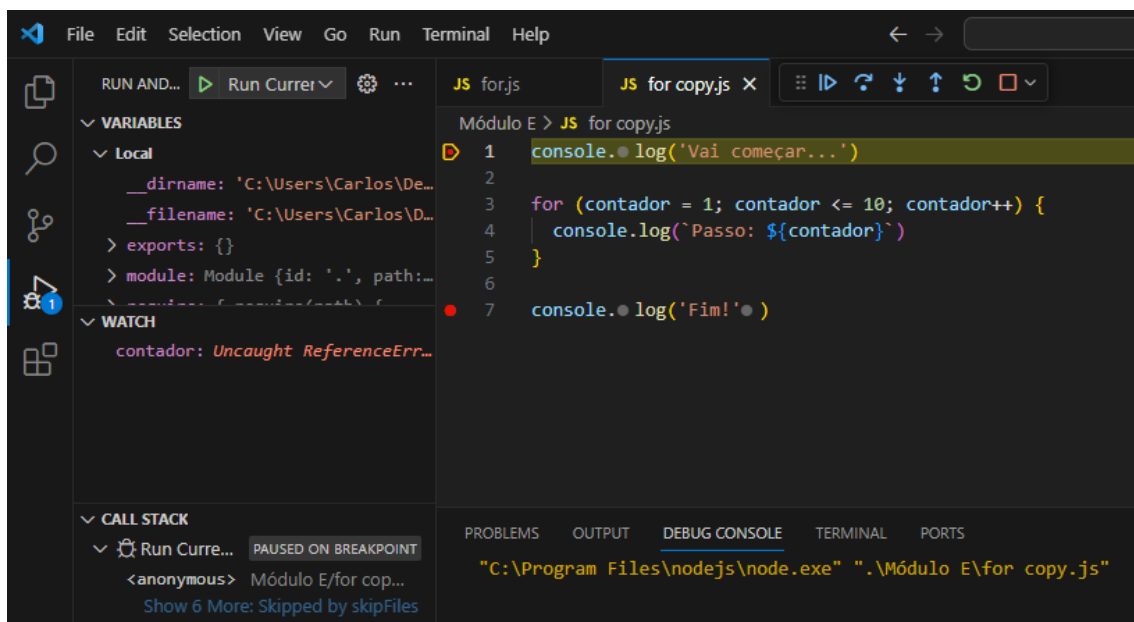 File Edit Selection View Go Run Terminal Help
RUN AND... Run Currer
VARIABLES
Local
__dirname: 'C:\Users\Carlos\De…
__filename: 'C:\Users\Carlos\D…
exports: {}
module: Module {id: '.', path:…
WATCH
contador: Uncaught ReferenceErr…
CALL STACK
Run Curre... PAUSED ON BREAKPOINT
<anonymous> Módulo E/for cop...
Show 6 More: Skipped by skipFiles
1
JS for.js JS for copy.js
Módulo E > JS for copy.js
1 console.log('Vai começar...')
2
3 for (contador = 1; contador <= 10; contador++) {
4 console.log(`Passo: ${contador}`)
5 }
6
7 console.log('Fim!')
PROBLEMS OUTPUT DEBUG CONSOLE TERMINAL PORTS
"C:\Program Files\nodejs\node.exe" ".\Módulo E\for copy.js"